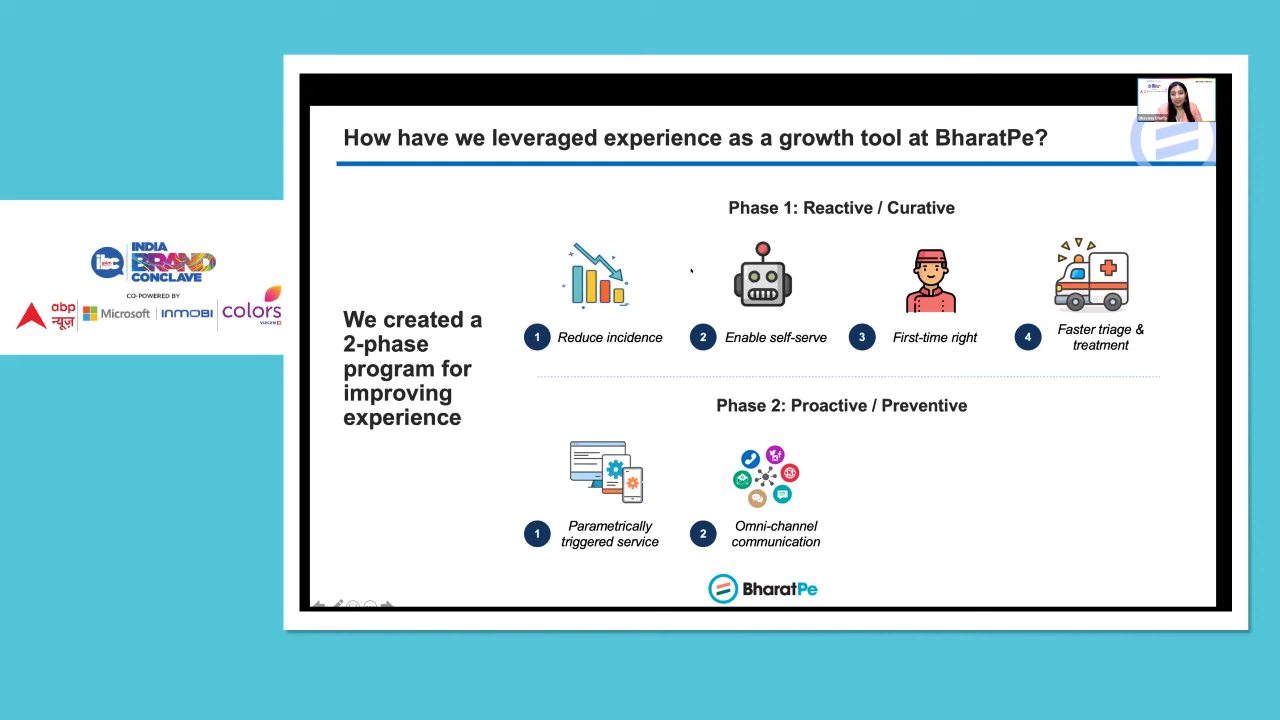 How have we leveraged experience as a growth tool at BharatPe?
Phase 1: Reactive / Curative
We created a
2-phase
program for
improving
experience
1 Reduce incidence
2 Enable self-serve
3 First-time right
4 Faster triage &
treatment
Phase 2: Proactive / Preventive
1 Parametrically
triggered service
2 Omni-channel
communication
BharatPe
ibc
INDIA
BRAND
CONCLAVE
CO-POWERED BY
abp
न्यूज़
Microsoft
INMOBI
colors
VIACOM18